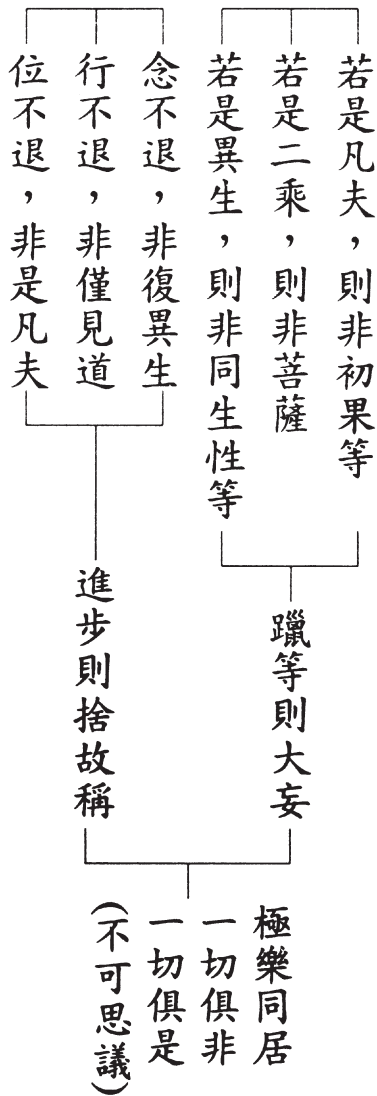 若是凡夫，則非初果等
若是二乘，則非菩薩
若是異生，則非同生性等
念不退，非復異生
行不退，非僅見道
位不退，非是凡夫
躐等則大妄
進步則捨故稱
極樂同居
一切俱非
一切俱是
（不可思議）